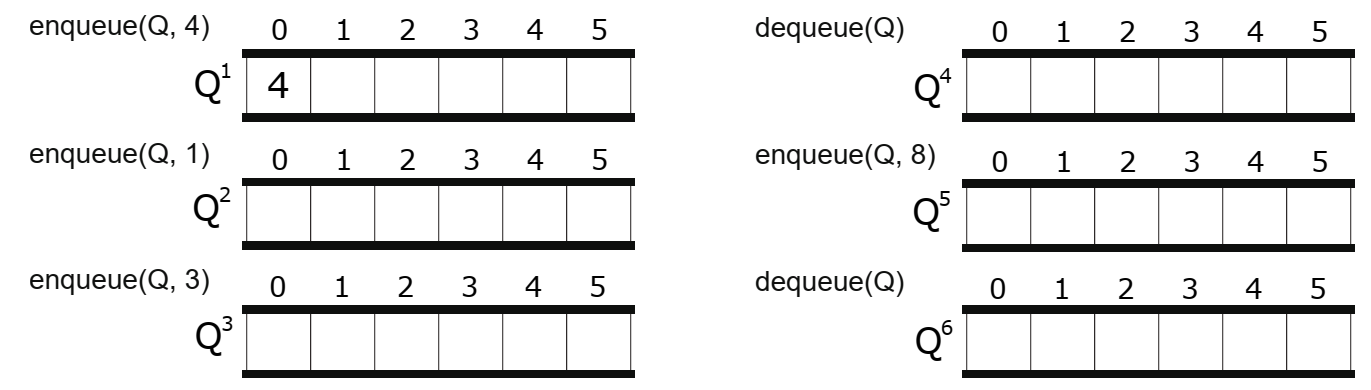 enqueue(Q, 4) 0 1 2 3 4 5
Q1 4
enqueue(Q, 1) 0 1 2 3 4 5
Q2
enqueue(Q, 3) 0 1 2 3 4 5
Q3
dequeue(Q) 0 1 2 3 4 5
Q4
enqueue(Q, 8) 0 1 2 3 4 5
Q5
dequeue(Q) 0 1 2 3 4 5
Q6